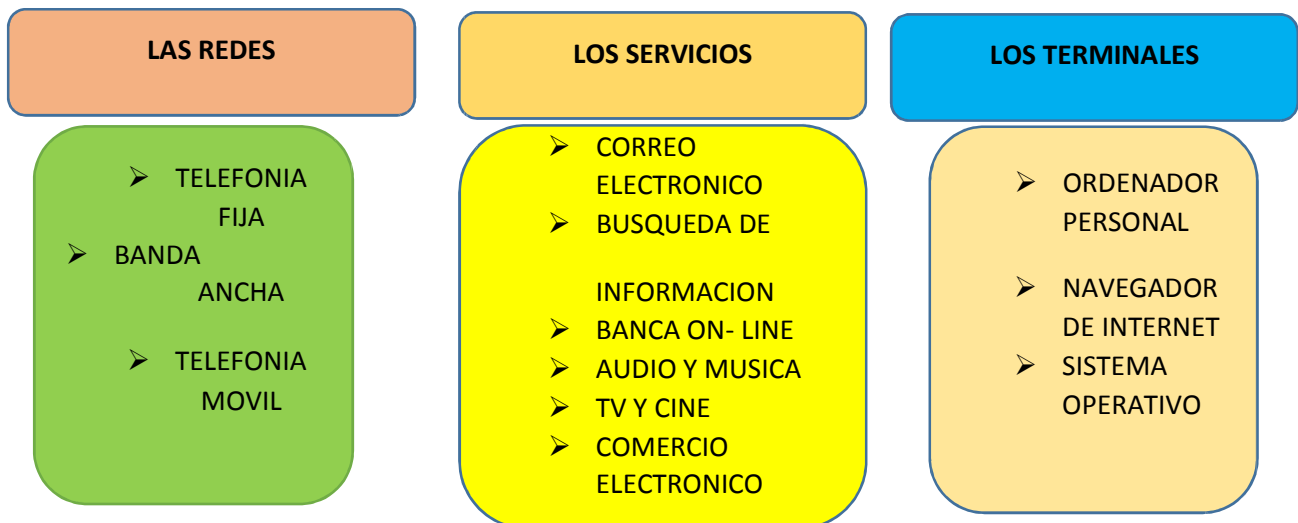 LAS REDES
➢ TELEFONIA
FIJA
➢ BANDA
ANCHA
➢ TELEFONIA
MOVIL
LOS SERVICIOS
➢ CORREO
ELECTRONICO
➢ BUSQUEDA DE
INFORMACION
➢ BANCA ON- LINE
➢ AUDIO Y MUSICA
➢ TV Y CINE
➢ COMERCIO
ELECTRONICO
LOS TERMINALES
➢ ORDENADOR
PERSONAL
➢ NAVEGADOR
DE INTERNET
➢ SISTEMA
OPERATIVO